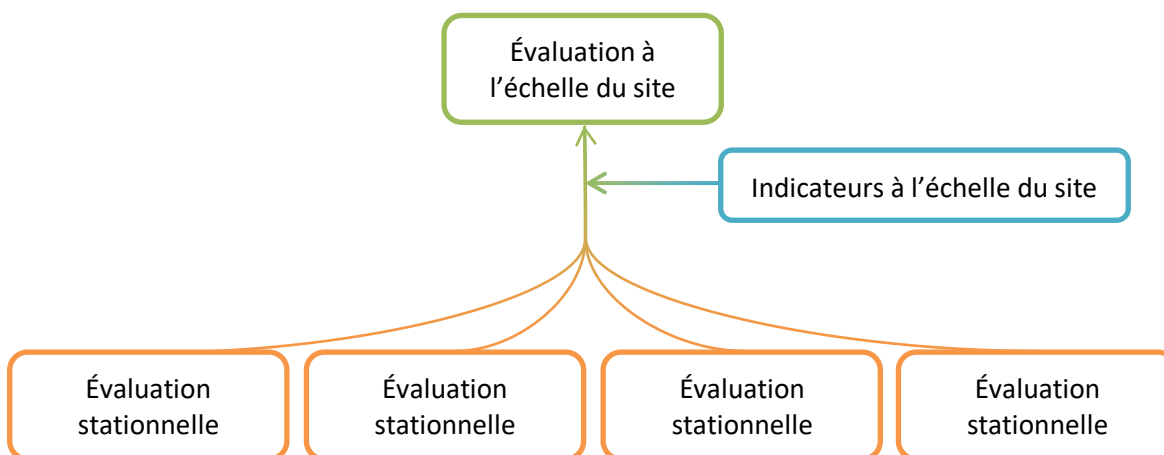 Évaluation à
l’échelle du site
Indicateurs à l’échelle du site
Évaluation
stationnelle
Évaluation
stationnelle
Évaluation
stationnelle
Évaluation
stationnelle